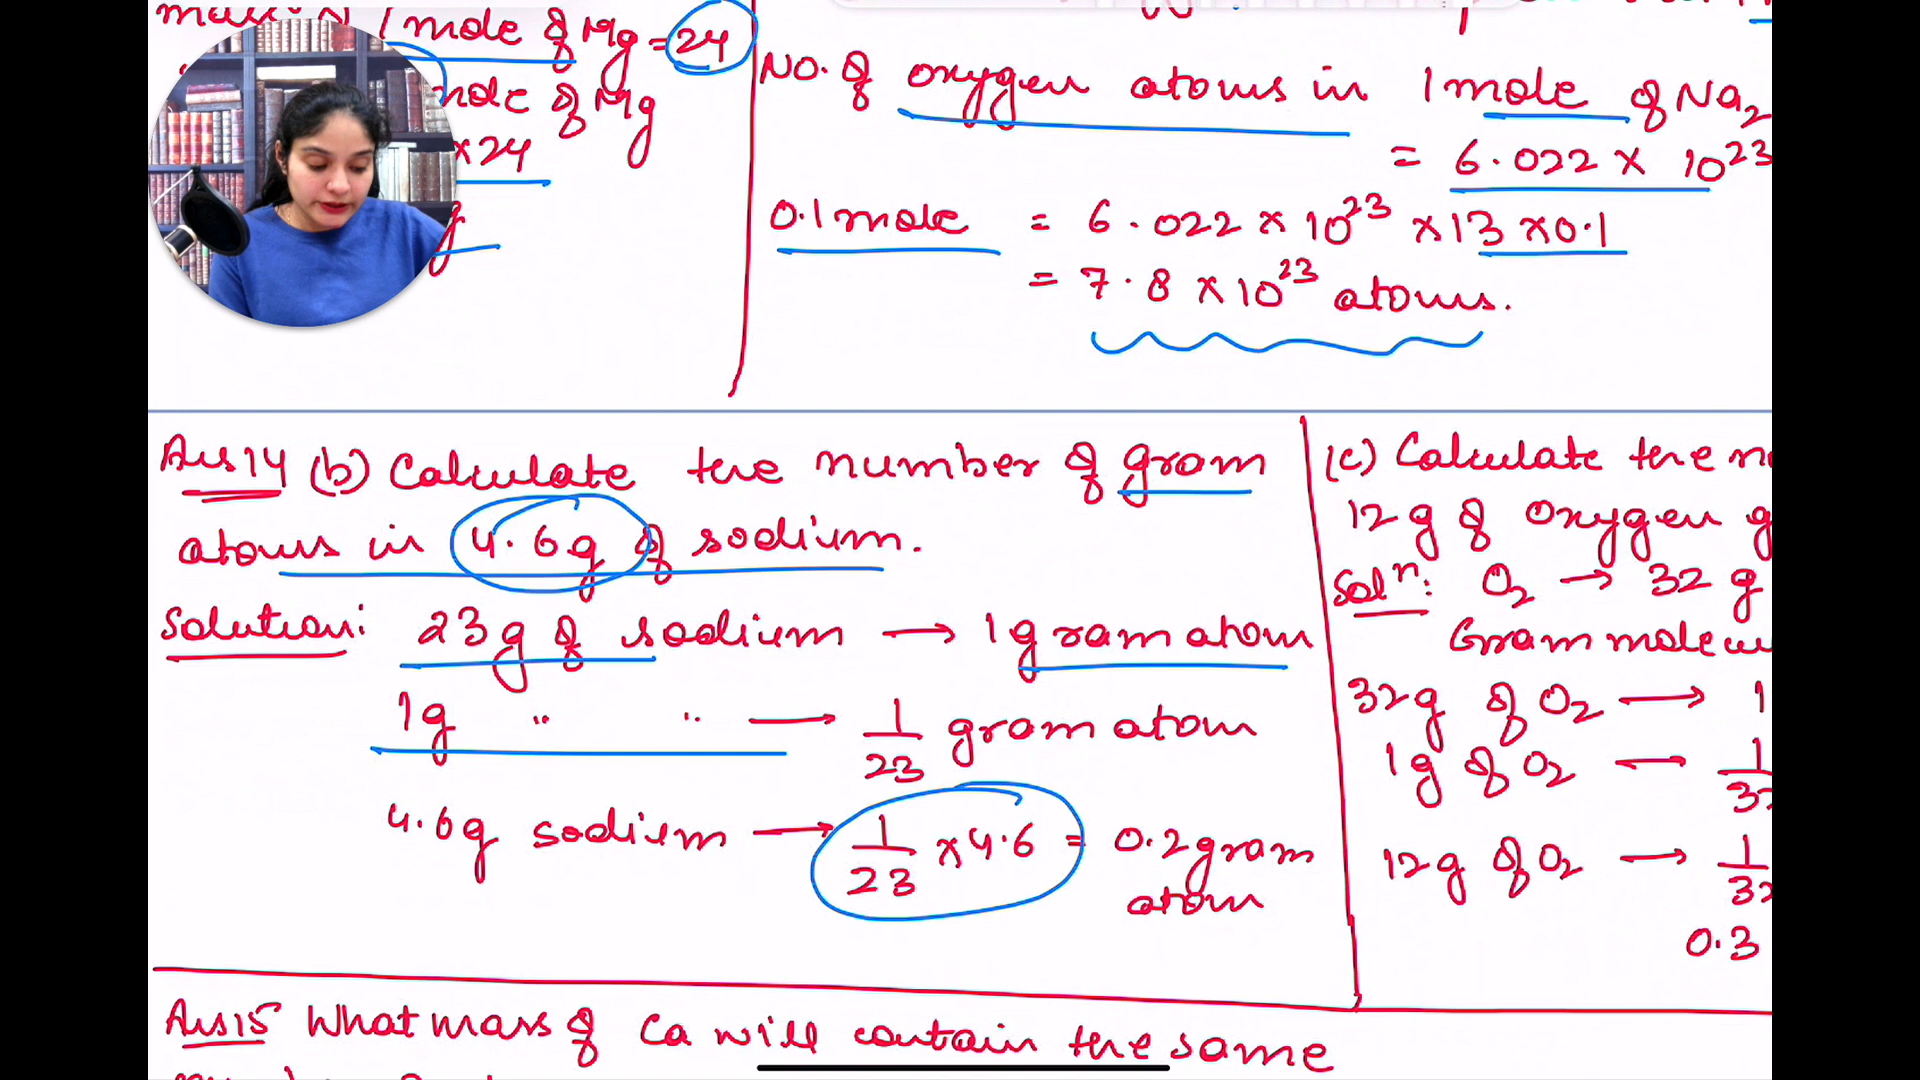 1 mole of Mg = 24
mole of Mg
x24
g
No. of oxygen atoms in 1 mole of Na2
= 6.022 x 10^23
0.1 mole = 6.022 x 10^23 x 13 x 0.1
= 7.8 x 10^23 atoms.
Ans14 (b) Calculate the number of gram
atoms in 4.6g of sodium.
Solution: 23g of sodium → 1 gram atom
1g " " → 1/23 gram atom
4.6g sodium → 1/23 x 4.6 = 0.2 gram
atom
(c) Calculate the n
12g of oxygen g
Solⁿ: O2 → 32 g
Gram molecu
32g of O2 → 1
1g of O2 ← 1/3
12g of O2 → 1/32
0.3
Ans15 What mass of Ca will contain the same